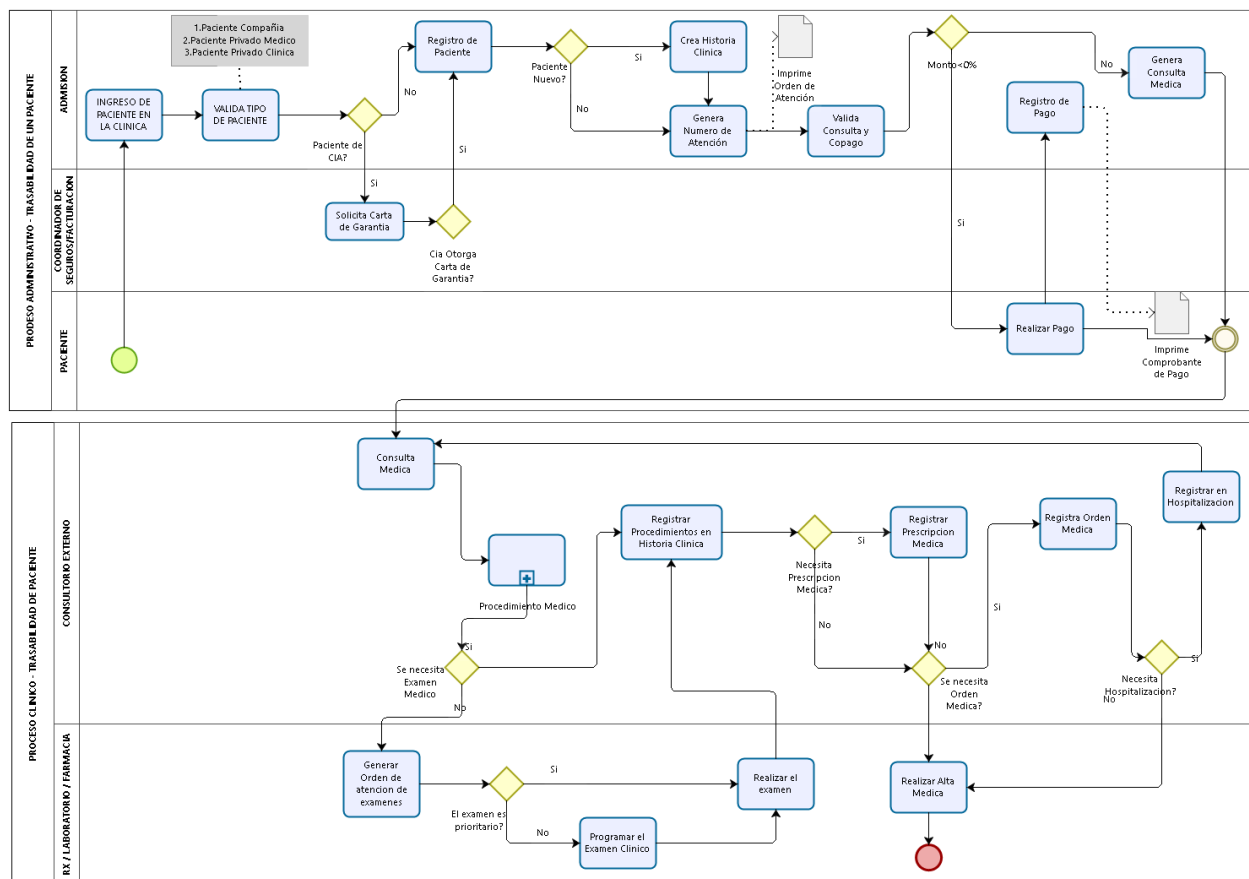 PRODESO ADMINISTRATIVO - TRASABILIDAD DE UN PACIENTE
ADMISION
1.Paciente Compañia
2.Paciente Privado Medico
3.Paciente Privado Clinica
INGRESO DE
PACIENTE EN
LA CLINICA
VALIDA TIPO
DE PACIENTE
Paciente de
CIA?
No
Si
Registro de
Paciente
Si
Paciente
Nuevo?
Si
No
Crea Historia
Clinica
Genera
Numero de
Atención
Imprime
Orden de
Atención
Valida
Consulta y
Copago
Monto<0%
No
Si
Genera
Consulta
Medica
Registro de
Pago
COORDINADOR DE
SEGUROS/FACTURACION
Solicita Carta
de Garantia
Cia Otorga
Carta de
Garantia?
PACIENTE
Realizar Pago
Imprime
Comprobante
de Pago
PROCESO CLINICO - TRASABILIDAD DE PACIENTE
CONSULTORIO EXTERNO
Consulta
Medica
Procedimiento Medico
Si
Se necesita
Examen
Medico
No
Registrar
Procedimientos en
Historia Clinica
Necesita
Prescripcion
Medica?
Si
No
Registrar
Prescripcion
Medica
No
Se necesita
Orden
Medica?
Si
Registra Orden
Medica
Registrar en
Hospitalizacion
Si
Necesita
Hospitalizacion?
No
RX / LABORATORIO / FARMACIA
Generar
Orden de
atencion de
examenes
El examen es
prioritario?
Si
No
Programar el
Examen Clinico
Realizar el
examen
Realizar Alta
Medica